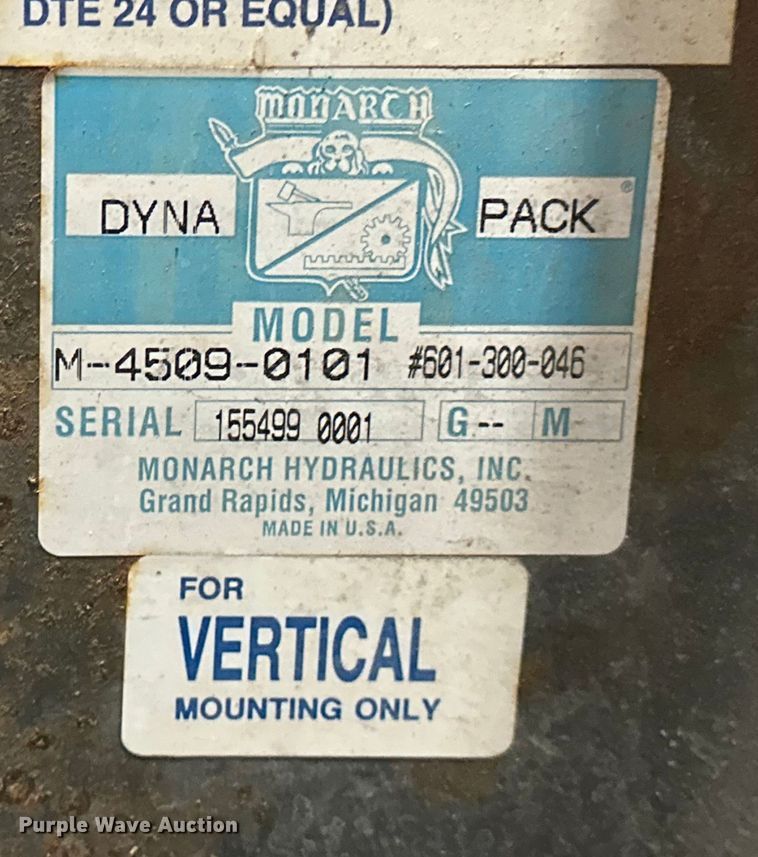 DTE 24 OR EQUAL)
MONARCH
DYNA PACK ®
MODEL
M-4509-0101 #601-300-046
SERIAL 155499 0001 G-- M
MONARCH HYDRAULICS, INC.
Grand Rapids, Michigan 49503
MADE IN U.S.A.
FOR
VERTICAL
MOUNTING ONLY
Purple Wave Auction